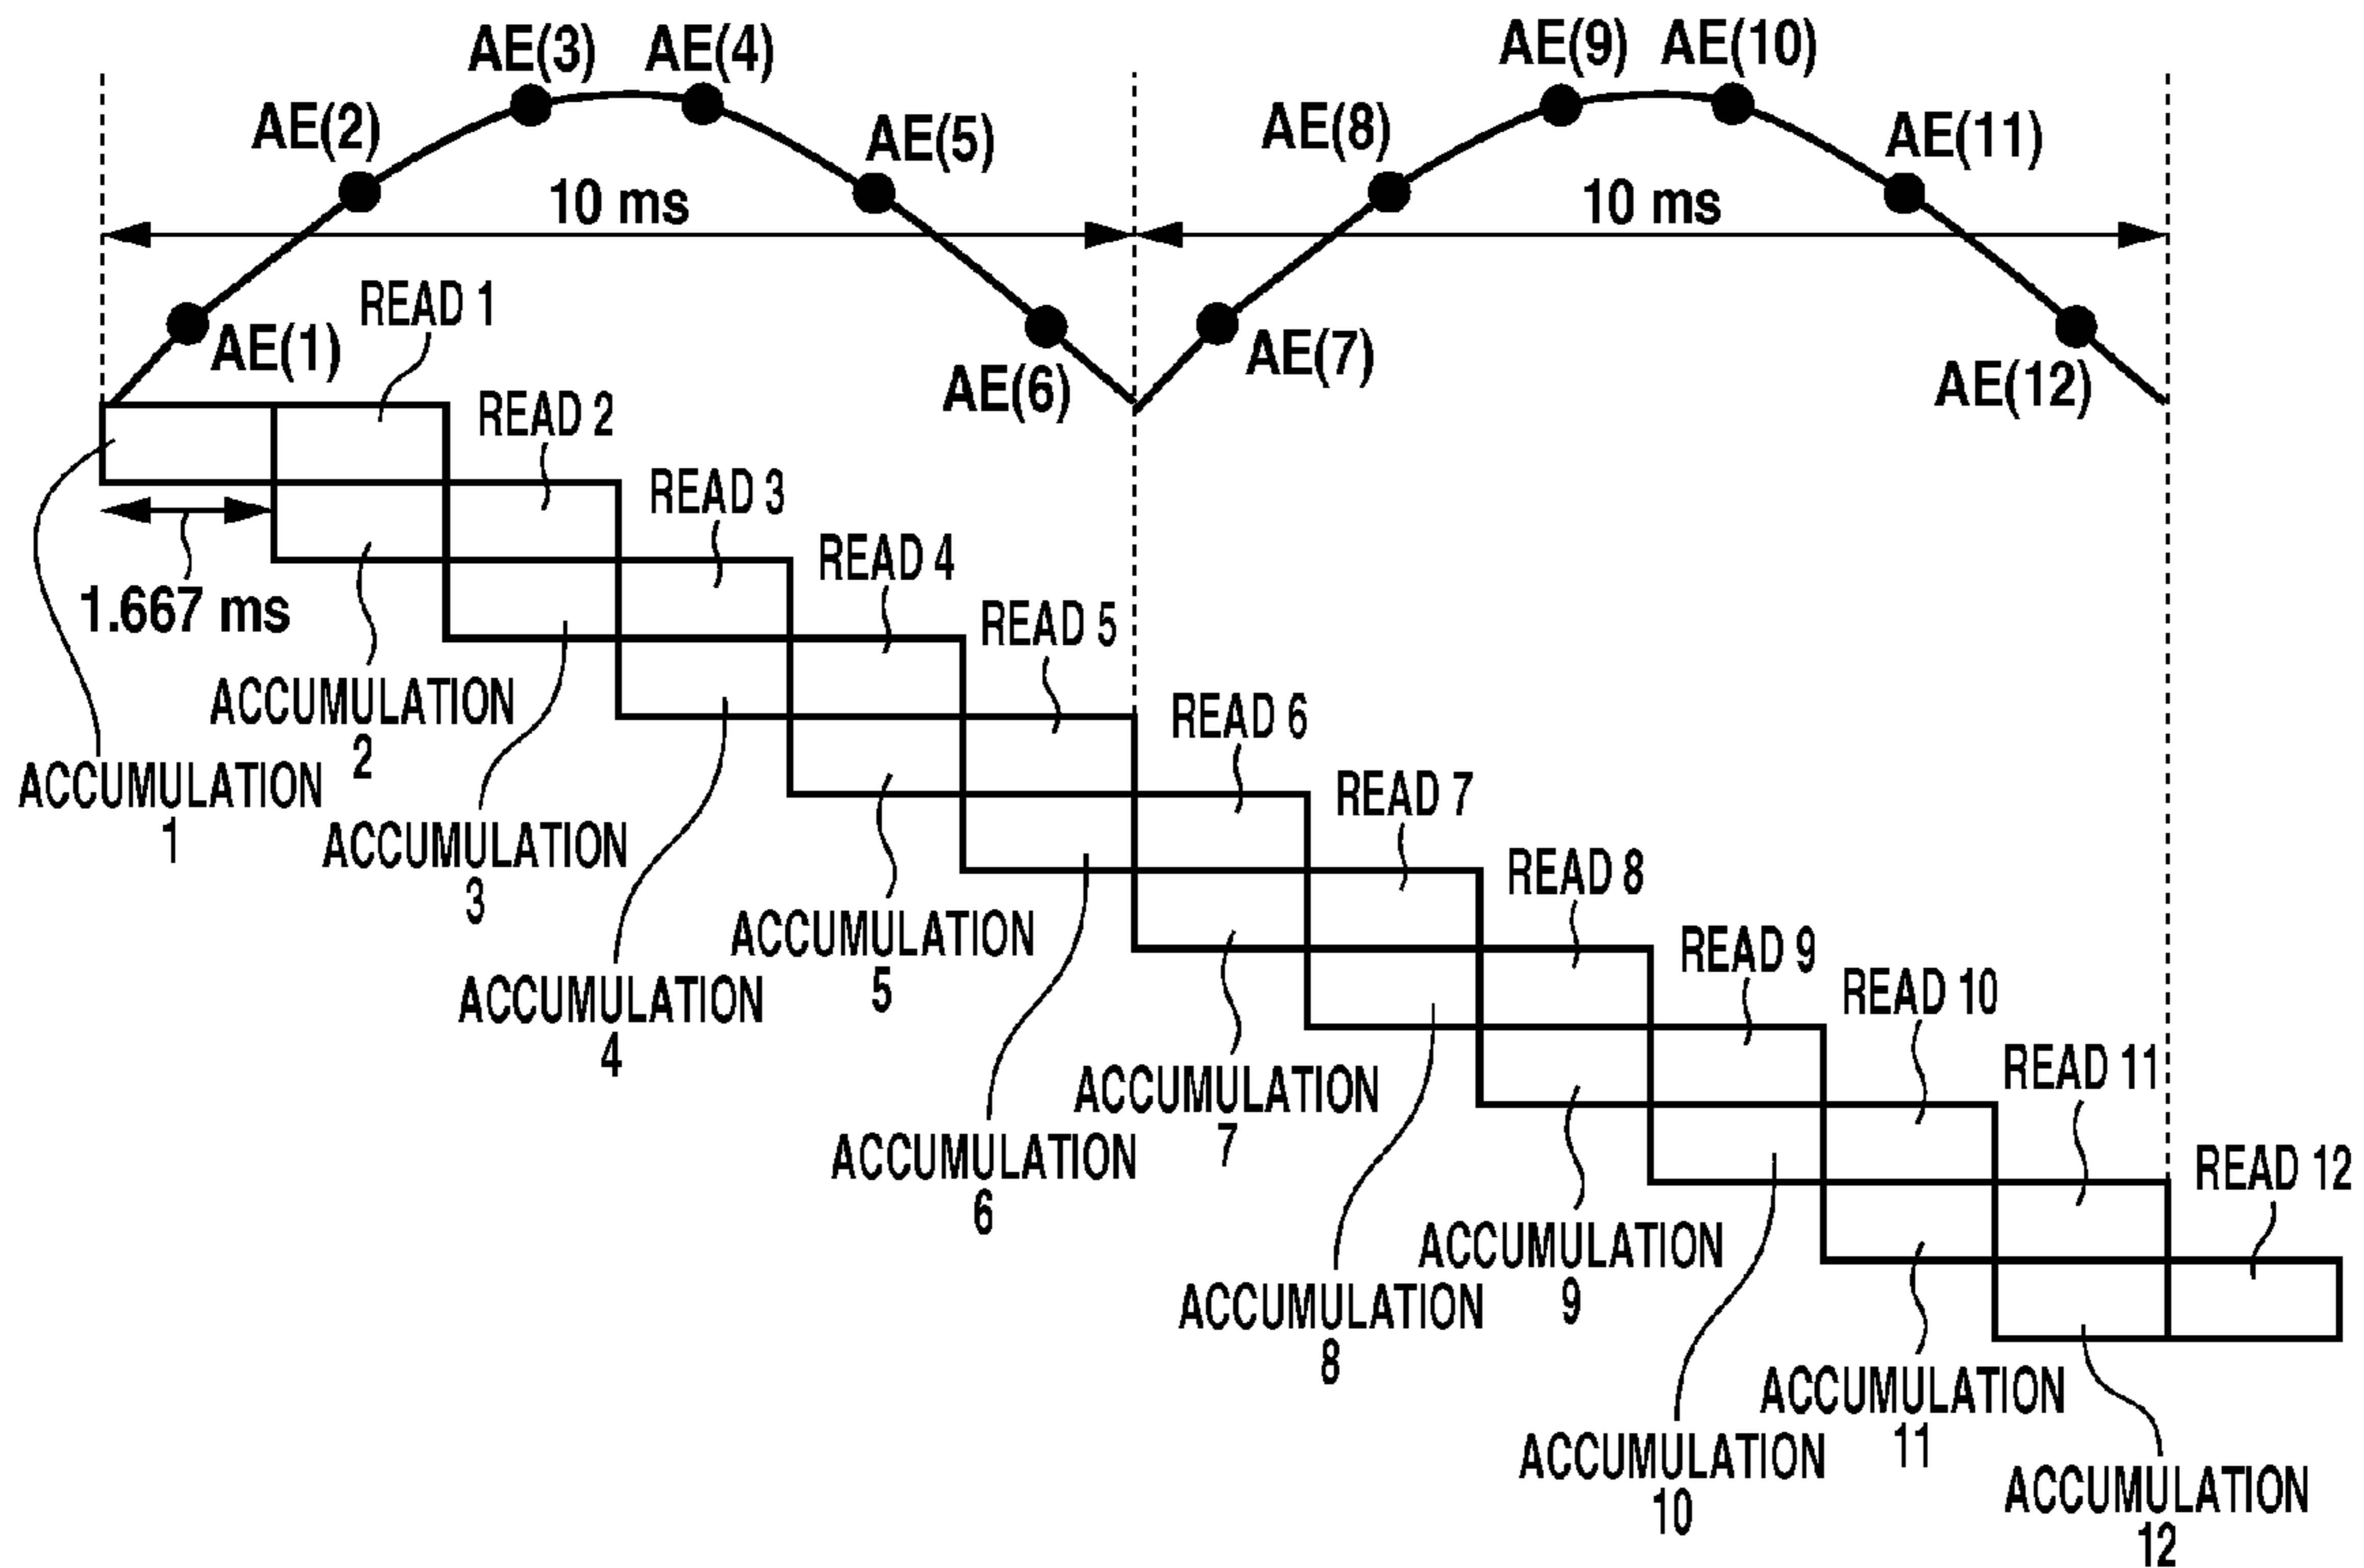 AE(3) AE(4)
AE(9) AE(10)
AE(2)
AE(5)
AE(8)
AE(11)
10 ms
10 ms
READ 1
AE(1)
AE(6)
AE(7)
AE(12)
READ 2
READ 3
READ 4
1.667 ms
READ 5
ACCUMULATION
2
READ 6
ACCUMULATION
1
READ 7
ACCUMULATION
3
READ 8
ACCUMULATION
5
READ 9
ACCUMULATION
4
READ 10
ACCUMULATION
7
READ 11
ACCUMULATION
6
READ 12
ACCUMULATION
9
ACCUMULATION
8
ACCUMULATION
11
ACCUMULATION
10
ACCUMULATION
12